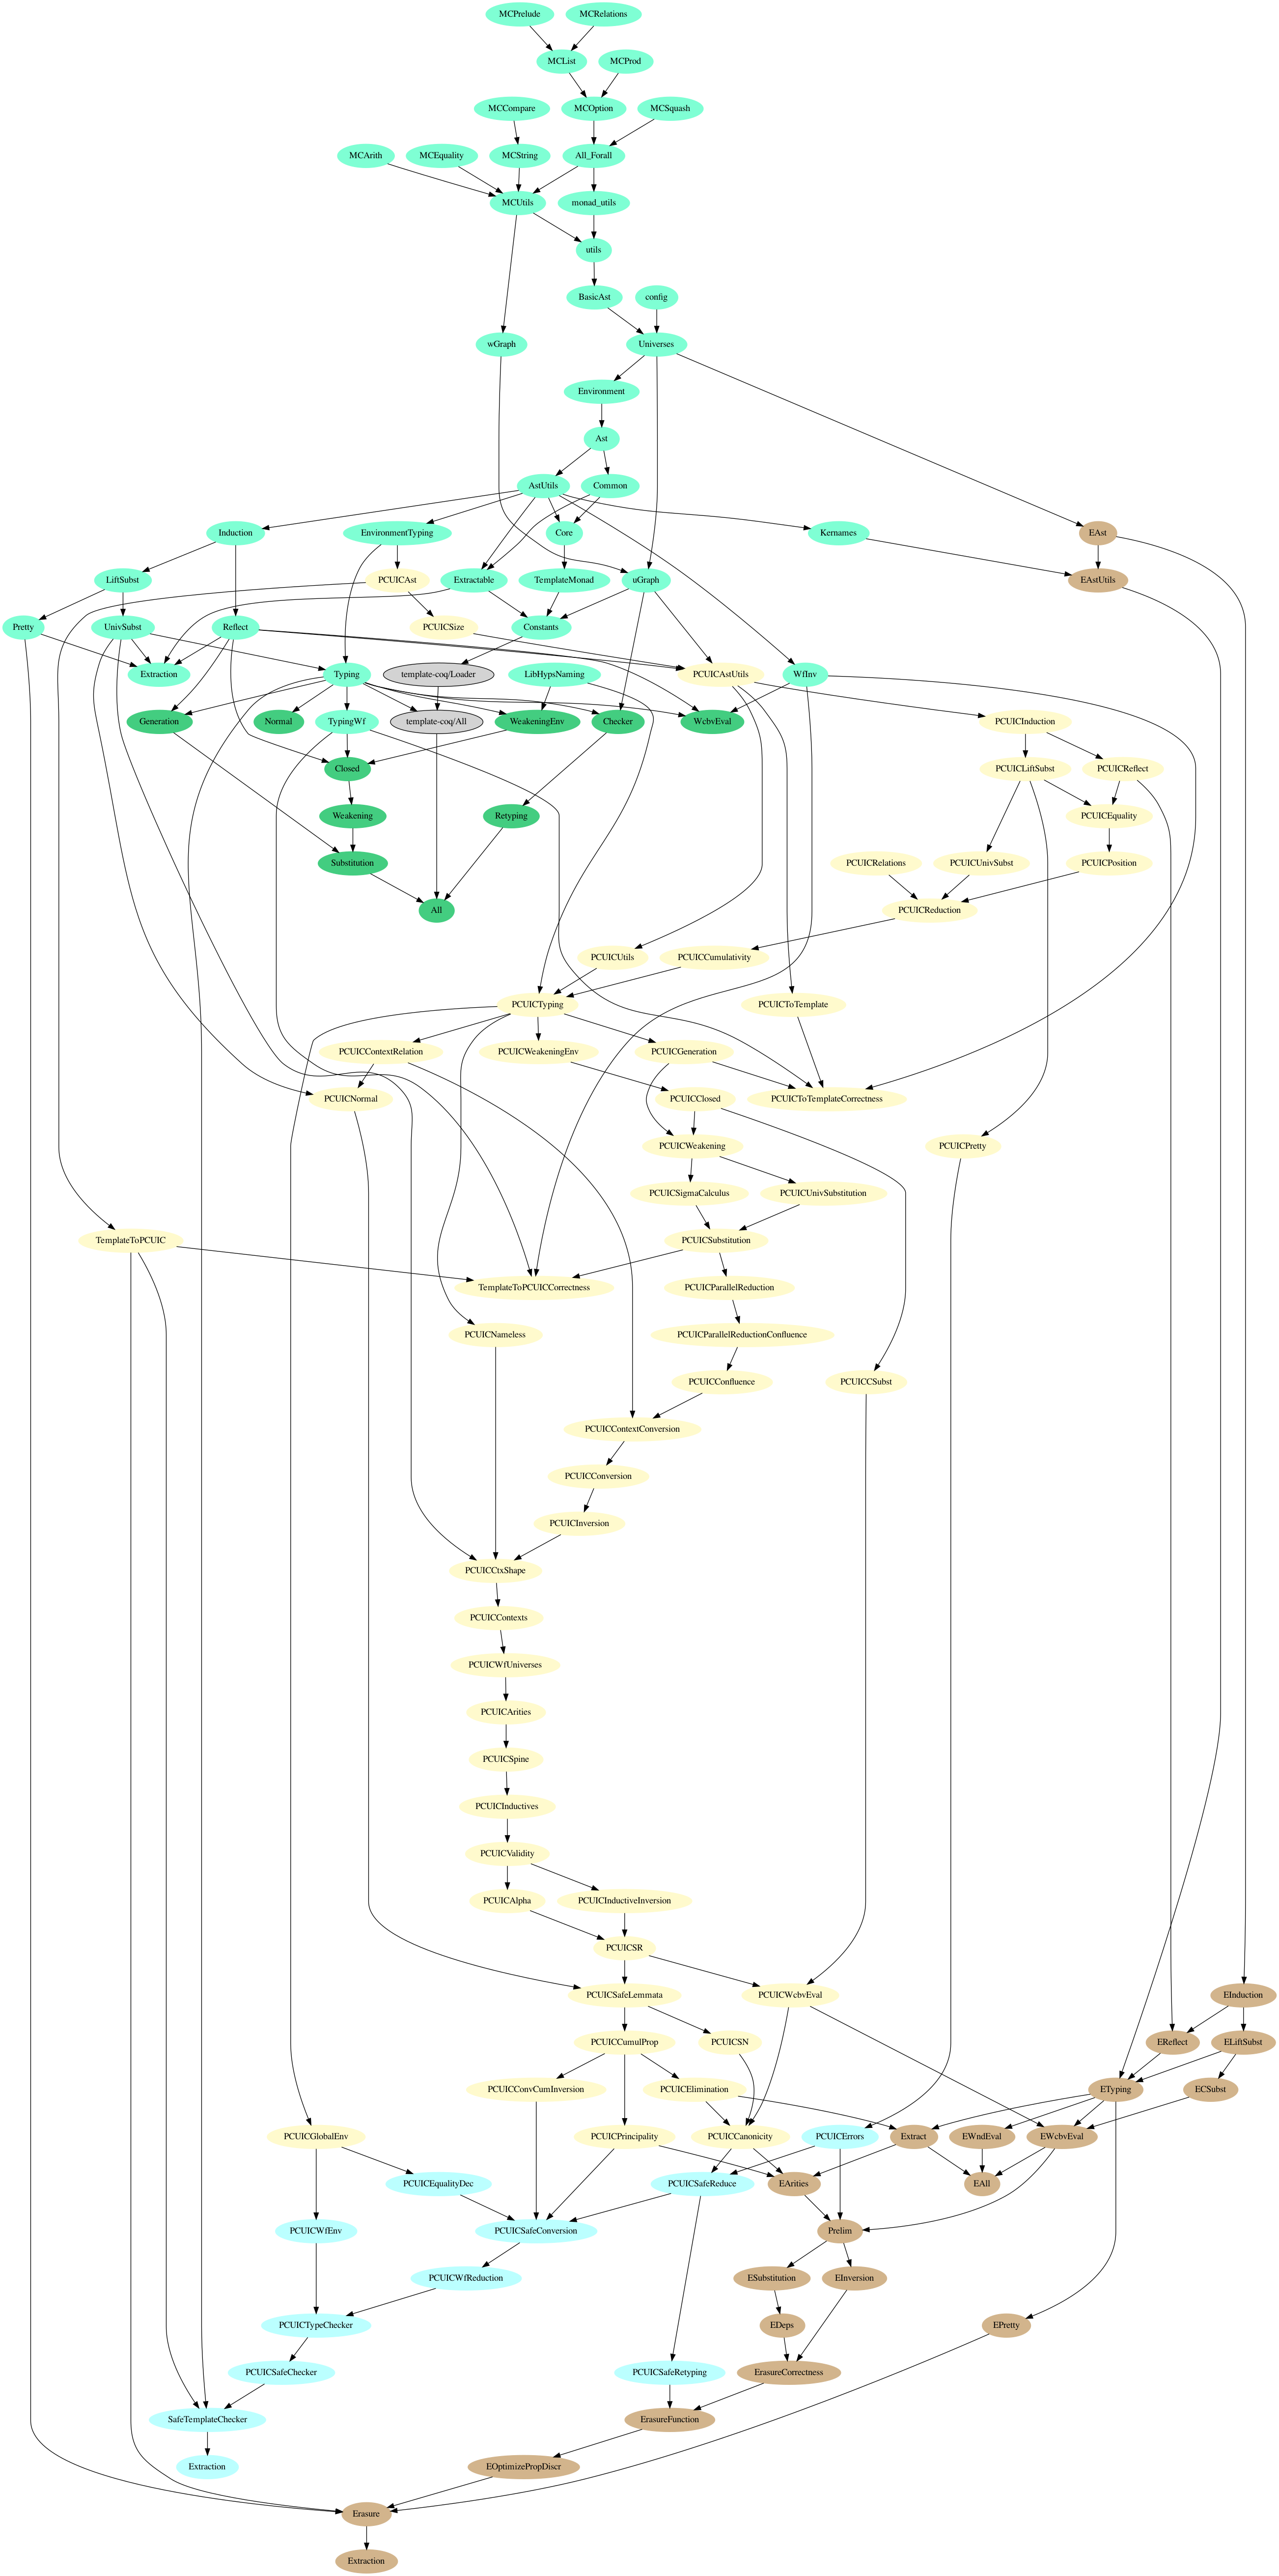 MCPrelude
MCRelations
MCList
MCProd
MCCompare
MCOption
MCSquash
MCArith
MCEquality
MCString
All_Forall
MCUtils
monad_utils
utils
BasicAst
config
wGraph
Universes
Environment
Ast
AstUtils
Common
Induction
EnvironmentTyping
Core
Kernames
EAst
LiftSubst
PCUICAst
Extractable
TemplateMonad
uGraph
EAstUtils
Pretty
UnivSubst
Reflect
PCUICSize
Constants
Extraction
Typing
template-coq/Loader
LibHypsNaming
PCUICAstUtils
WfInv
Generation
Normal
TypingWf
template-coq/All
WeakeningEnv
Checker
WcbvEval
PCUICInduction
Closed
PCUICLiftSubst
PCUICReflect
Weakening
Retyping
PCUICEquality
Substitution
PCUICRelations
PCUICUnivSubst
PCUICPosition
All
PCUICReduction
PCUICUtils
PCUICCumulativity
PCUICTyping
PCUICToTemplate
PCUICContextRelation
PCUICWeakeningEnv
PCUICGeneration
PCUICNormal
PCUICClosed
PCUICToTemplateCorrectness
PCUICWeakening
PCUICPretty
PCUICSigmaCalculus
PCUICUnivSubstitution
TemplateToPCUIC
PCUICSubstitution
TemplateToPCUICCorrectness
PCUICParallelReduction
PCUICNameless
PCUICParallelReductionConfluence
PCUICConfluence
PCUICCSubst
PCUICContextConversion
PCUICConversion
PCUICInversion
PCUICCtxShape
PCUICContexts
PCUICWfUniverses
PCUICArities
PCUICSpine
PCUICInductives
PCUICValidity
PCUICAlpha
PCUICInductiveInversion
PCUICSR
PCUICSafeLemmata
PCUICWcbvEval
EInduction
PCUICCumulProp
PCUICSN
EReflect
ELiftSubst
PCUICConvCumInversion
PCUICElimination
ETyping
ECSubst
PCUICGlobalEnv
PCUICPrincipality
PCUICCanonicity
PCUICErrors
Extract
EWndEval
EWcbvEval
PCUICEqualityDec
PCUICSafeReduce
EArities
EAll
PCUICWfEnv
PCUICSafeConversion
Prelim
PCUICWfReduction
ESubstitution
EInversion
PCUICTypeChecker
EDeps
EPretty
PCUICSafeChecker
PCUICSafeRetyping
ErasureCorrectness
SafeTemplateChecker
ErasureFunction
Extraction
EOptimizePropDiscr
Erasure
Extraction